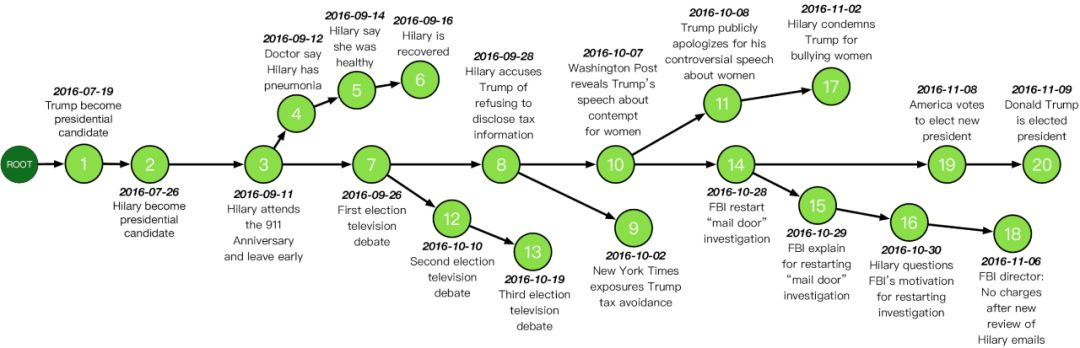 ROOT
1
2016-07-19
Trump become
presidential
candidate
2
2016-07-26
Hilary become
presidential
candidate
3
2016-09-11
Hilary attends
the 911
Anniversary
and leave early
4
2016-09-12
Doctor say
Hilary has
pneumonia
5
2016-09-14
Hilary say
she was
healthy
6
2016-09-16
Hilary is
recovered
7
2016-09-26
First election
television
debate
8
2016-09-28
Hilary accuses
Trump of
refusing to
disclose tax
information
9
2016-10-02
New York Times
exposures Trump
tax avoidance
10
2016-10-07
Washington Post
reveals Trump's
speech about
contempt
for women
11
2016-10-08
Trump publicly
apologizes for his
controversial speech
about women
12
2016-10-10
Second election
television
debate
13
2016-10-19
Third election
television
debate
14
2016-10-28
FBI restart
“mail door”
investigation
15
2016-10-29
FBI explain
for restarting
“mail door”
investigation
16
2016-10-30
Hilary questions
FBI's motivation
for restarting
investigation
17
2016-11-02
Hilary condemns
Trump for
bullying women
18
2016-11-06
FBI director:
No charges
after new
review of
Hilary emails
19
2016-11-08
America votes
to elect new
president
20
2016-11-09
Donald Trump
is elected
president